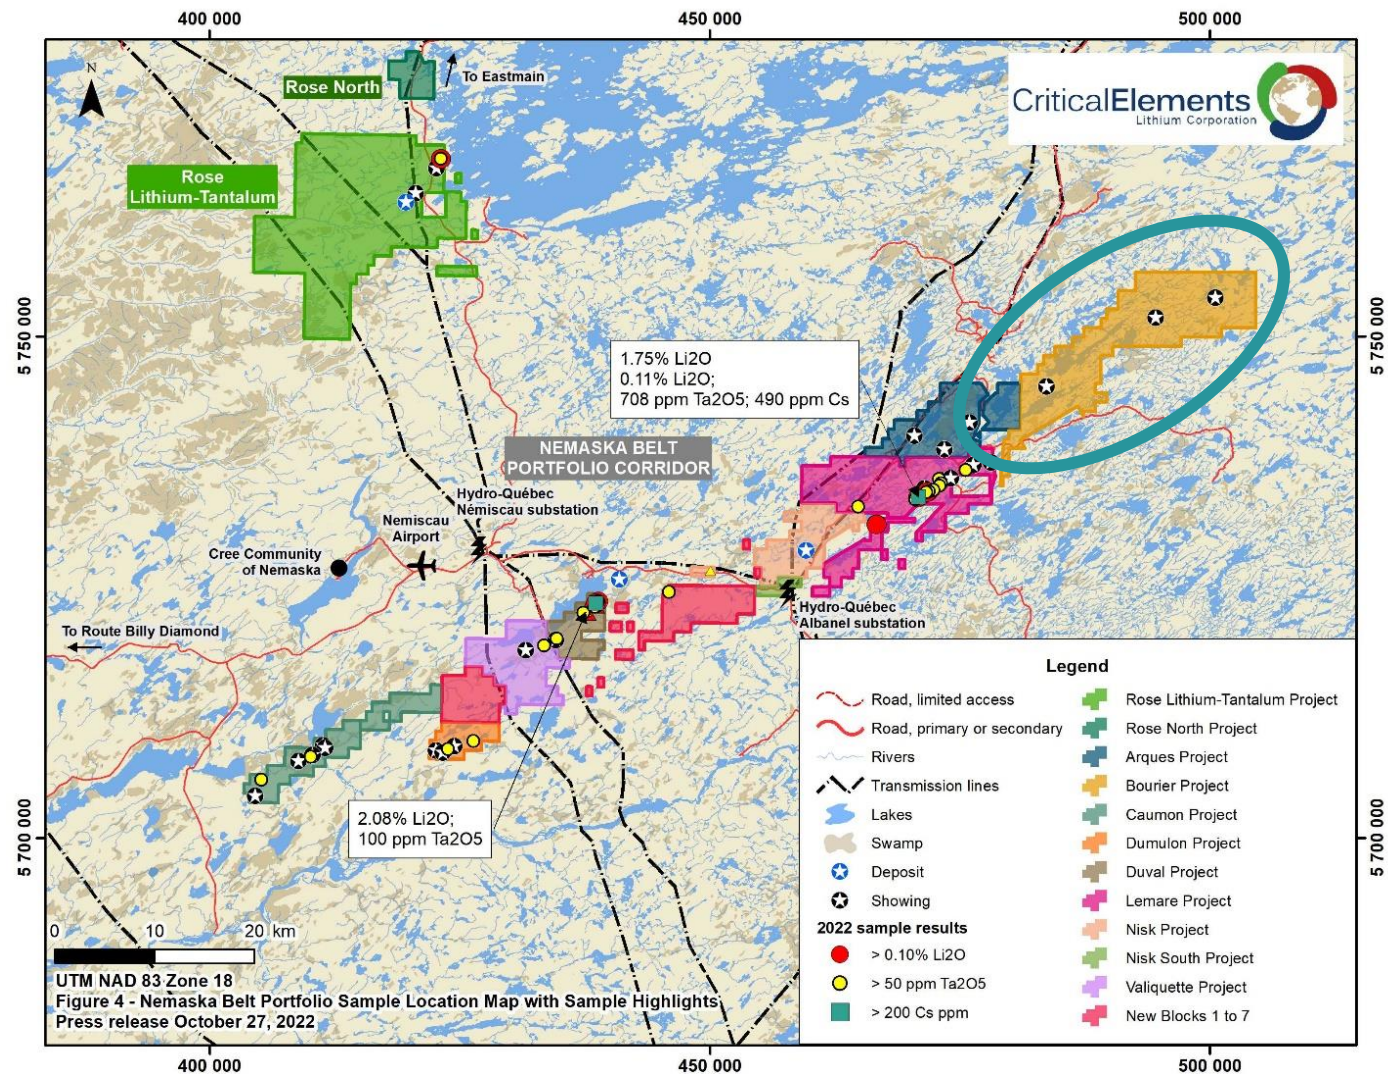 400 000
450 000
500 000
N
Rose North
To Eastmain
CriticalElements
Lithium Corporation
Rose
Lithium-Tantalum
5 750 000
5 750 000
1.75% Li2O
0.11% Li2O;
708 ppm Ta2O5; 490 ppm Cs
NEMASKA BELT
PORTFOLIO CORRIDOR
Hydro-Québec
Némiscau substation
Nemiscau
Airport
Cree Community
of Nemaska
Hydro-Québec
Albanel substation
To Route Billy Diamond
2.08% Li2O;
100 ppm Ta2O5
5 700 000
5 700 000
Legend
Road, limited access
Road, primary or secondary
Rivers
Transmission lines
Lakes
Swamp
Deposit
Showing
2022 sample results
> 0.10% Li2O
> 50 ppm Ta2O5
> 200 Cs ppm
Rose Lithium-Tantalum Project
Rose North Project
Arques Project
Bourier Project
Caumon Project
Dumulon Project
Duval Project
Lemare Project
Nisk Project
Nisk South Project
Valiquette Project
New Blocks 1 to 7
0 10 20 km
UTM NAD 83 Zone 18
Figure 4 - Nemaska Belt Portfolio Sample Location Map with Sample Highlights
Press release October 27, 2022
400 000
450 000
500 000